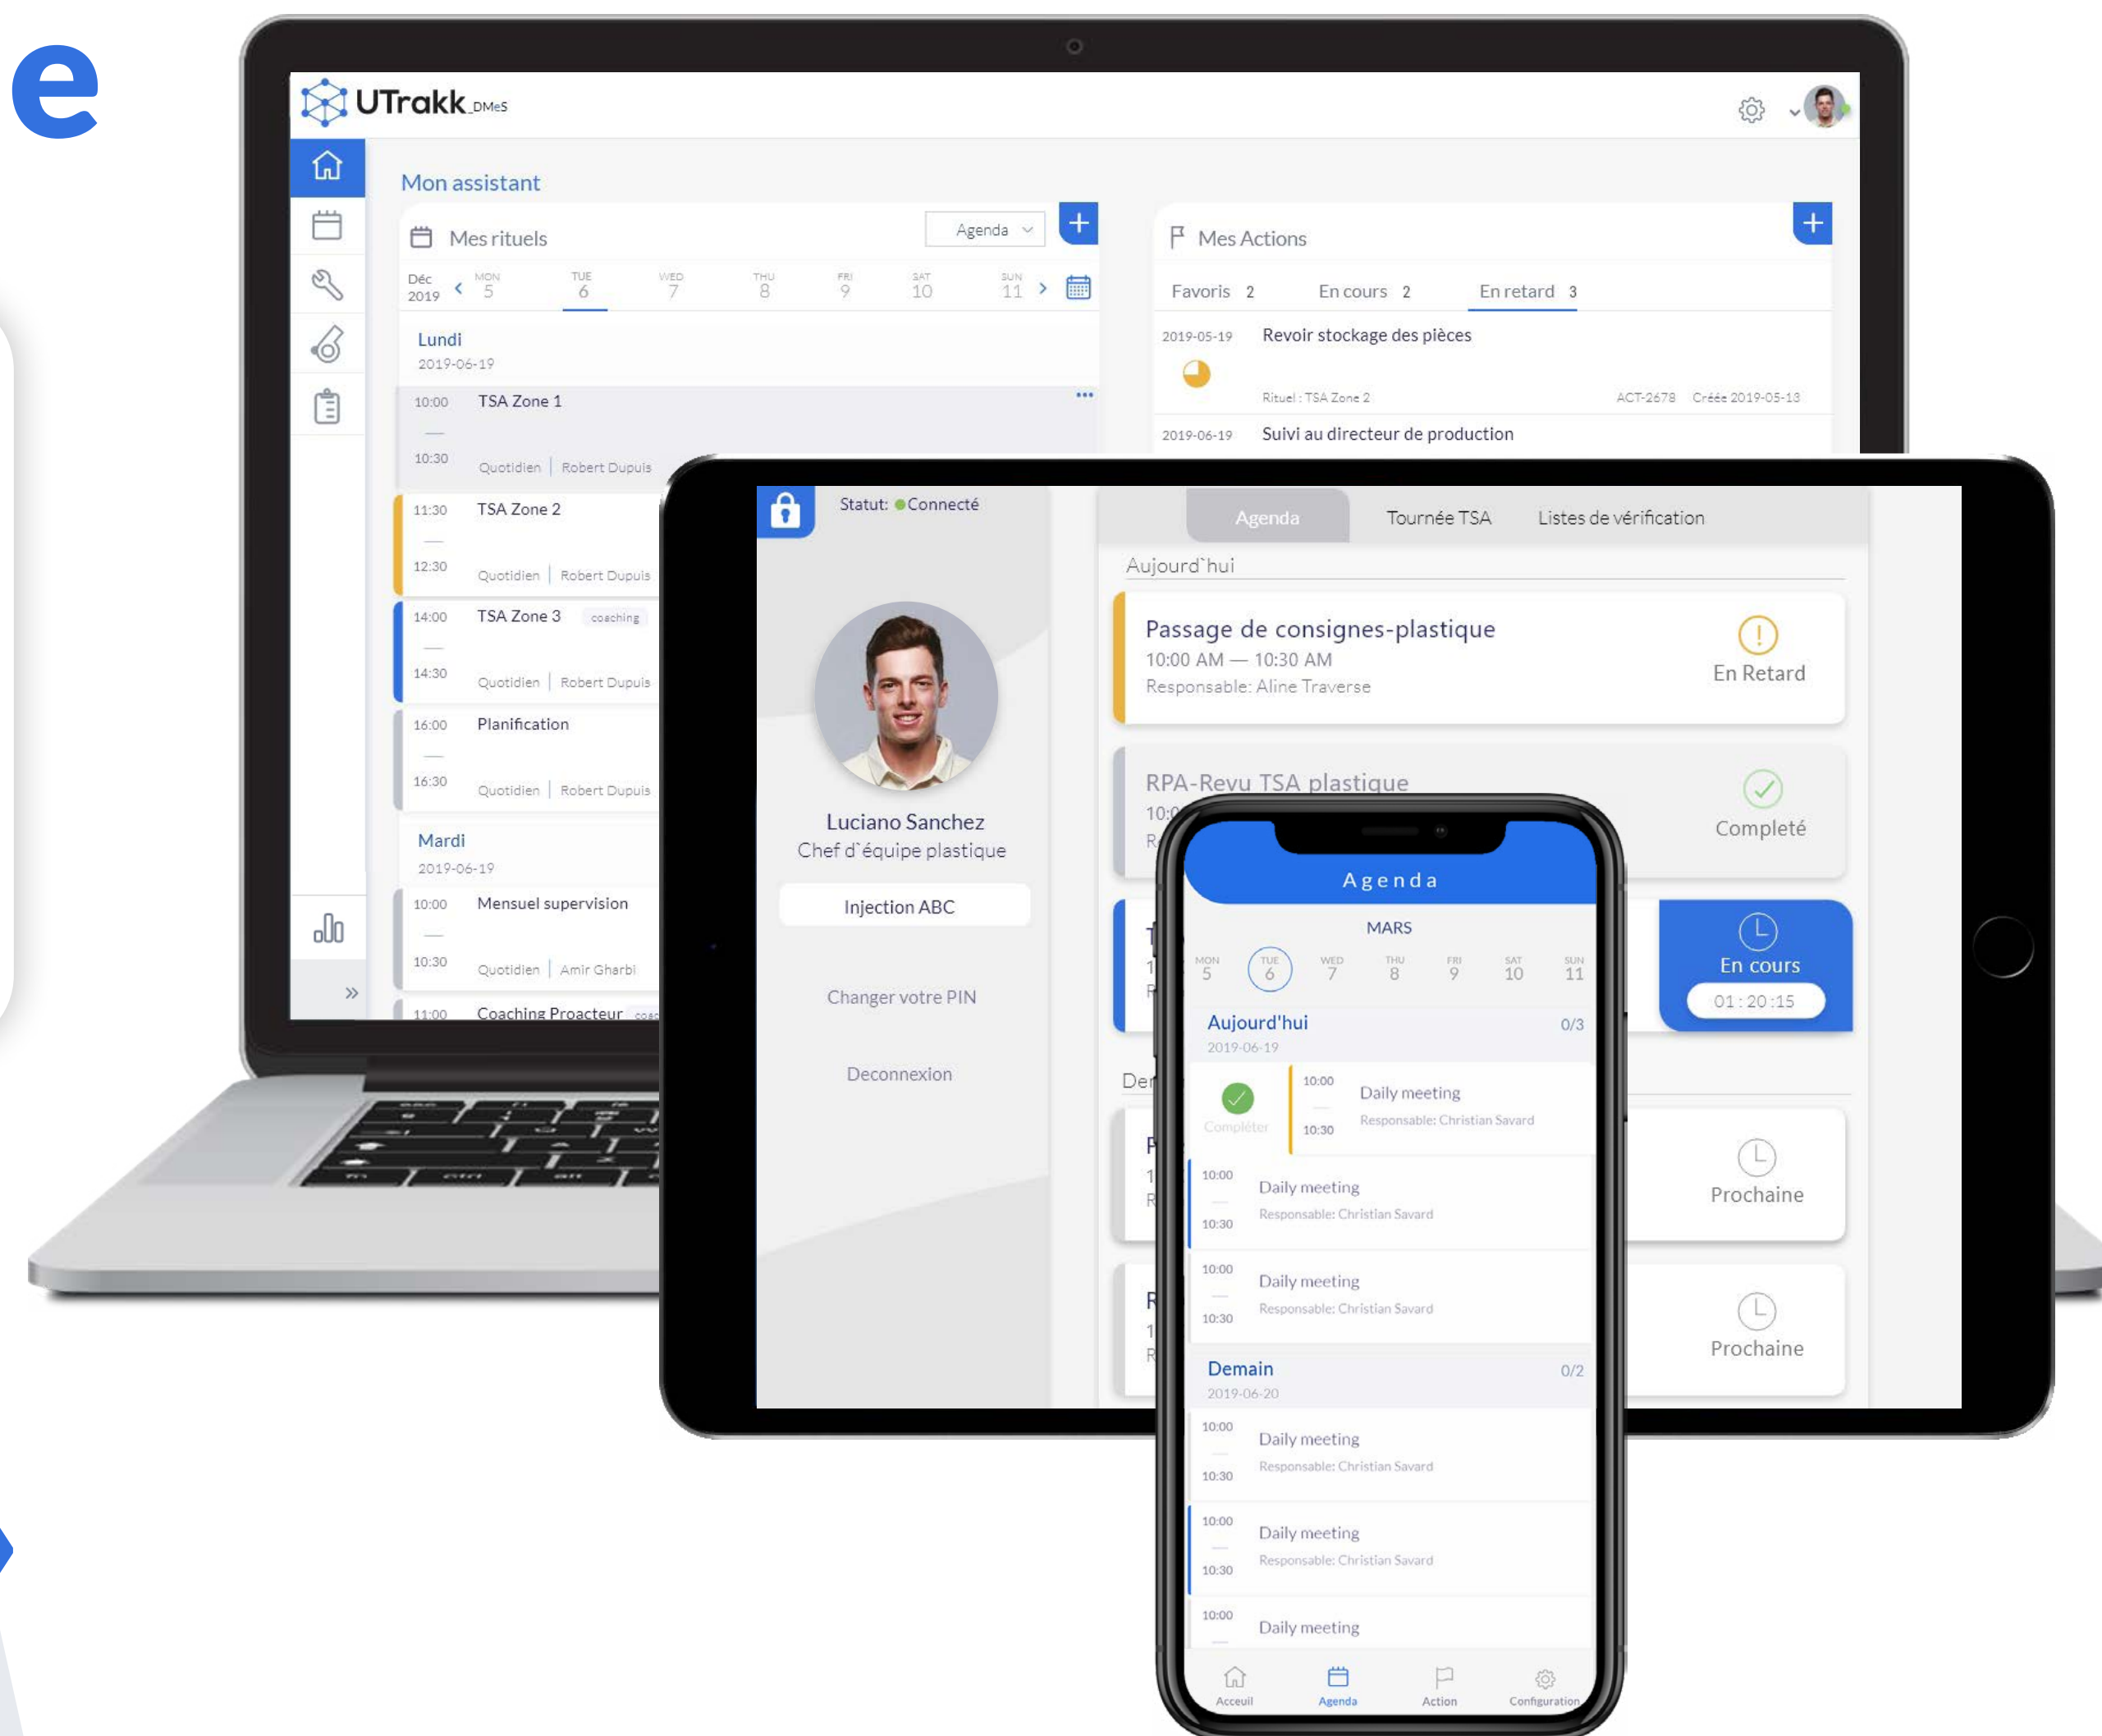 e
UTrakk_DMeS
Mon assistant
Mes rituels
Agenda
Déc
2019
MON TUE WED THU FRI SAT SUN
5 6 7 8 9 10 11
Lundi
2019-06-19
10:00 TSA Zone 1
10:30 Quotidien | Robert Dupuis
11:30 TSA Zone 2
12:30 Quotidien | Robert Dupuis
14:00 TSA Zone 3 coaching
14:30 Quotidien | Robert Dupuis
16:00 Planification
16:30 Quotidien | Robert Dupuis
Mardi
2019-06-19
10:00 Mensuel supervision
10:30 Quotidien | Amir Gharbi
11:00 Coaching Proacteur
Mes Actions
Favoris 2 En cours 2 En retard 3
2019-05-19 Revoir stockage des pièces
Rituel : TSA Zone 2 ACT-2678 Créée 2019-05-13
2019-06-19 Suivi au directeur de production
Statut: Connecté
Luciano Sanchez
Chef d`équipe plastique
Injection ABC
Changer votre PIN
Deconnexion
Agenda Tournée TSA Listes de vérification
Aujourd`hui
Passage de consignes-plastique
10:00 AM — 10:30 AM
Responsable: Aline Traverse
En Retard
RPA-Revu TSA plastique
Completé
En cours
01:20:15
Prochaine
Prochaine
Agenda
MARS
MON TUE WED THU FRI SAT SUN
5 6 7 8 9 10 11
Aujourd'hui 0/3
2019-06-19
Compléter
10:00 Daily meeting
10:30 Responsable: Christian Savard
10:00 Daily meeting
10:30 Responsable: Christian Savard
10:00 Daily meeting
10:30 Responsable: Christian Savard
Demain 0/2
2019-06-20
10:00 Daily meeting
10:30 Responsable: Christian Savard
10:00 Daily meeting
10:30 Responsable: Christian Savard
10:00 Daily meeting
Acceuil Agenda Action Configuration